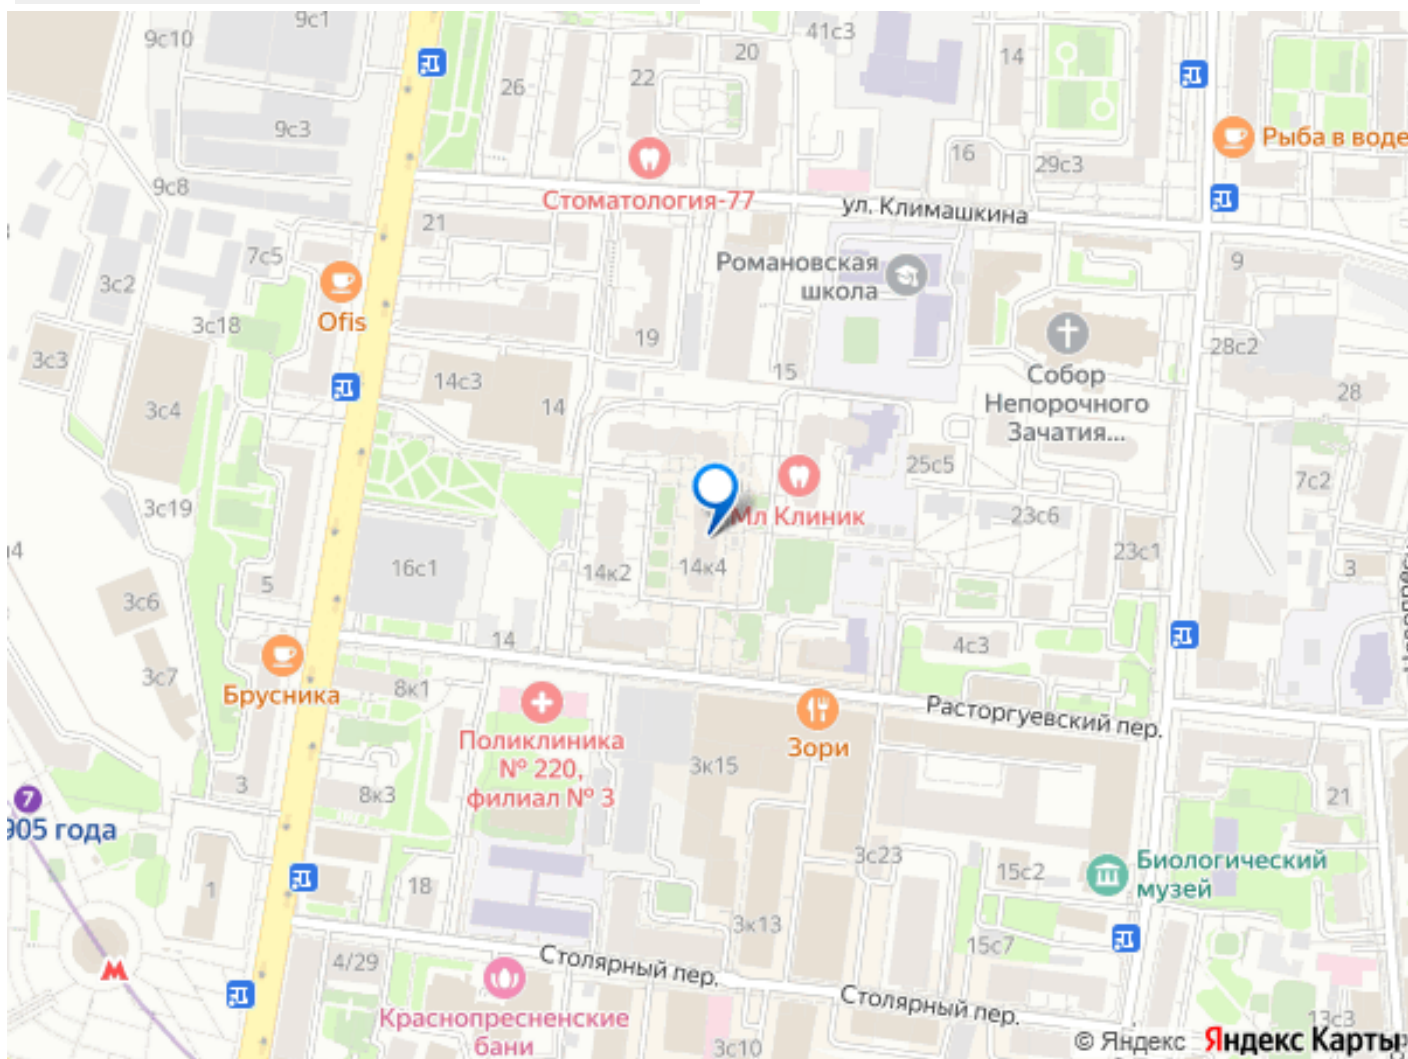 9с1
9с10
41с3
20
14
26
22
9с3
Рыба в воде
16
29с3
9с8
Стоматология-77
ул. Климашкина
21
7с5
Романовская
школа
9
3с2
Ofis
3с18
19
28с2
3с3
15
Собор
Непорочного
Зачатия...
14с3
28
3с4
14
25с5
7с2
3с19
Мл Клиник
23с6
23с1
14к2
14к4
16с1
3
5
3с6
14
4с3
3с7
Брусника
8к1
Расторгуевский пер.
Поликлиника
№ 220,
филиал № 3
Зори
3к15
3
8к3
21
7
905 года
3с23
Биологический
музей
15с2
1
18
3к13
15с7
4/29
Столярный пер.
Столярный пер.
Краснопресненские
бани
13с3
3с10
© Яндекс Яндекс Карты